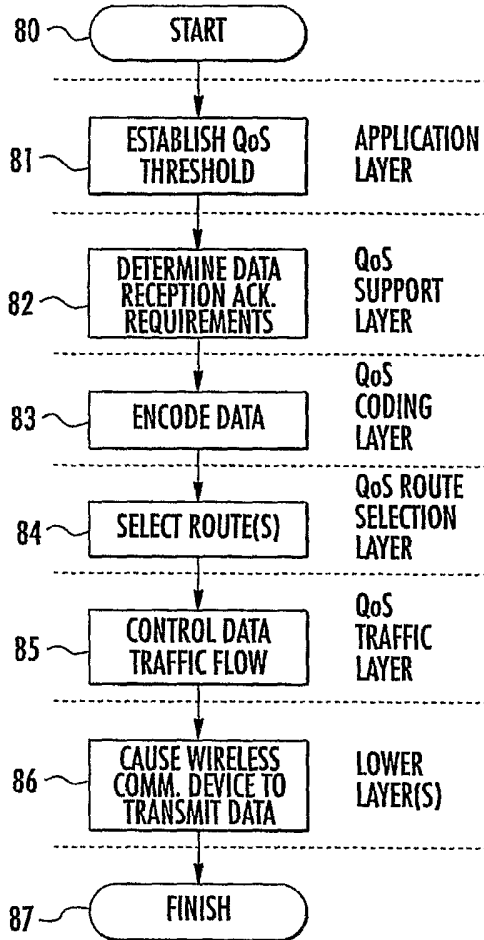 80
START
81
ESTABLISH QoS
THRESHOLD
APPLICATION
LAYER
82
DETERMINE DATA
RECEPTION ACK.
REQUIREMENTS
QoS
SUPPORT
LAYER
83
ENCODE DATA
QoS
CODING
LAYER
84
SELECT ROUTE(S)
QoS ROUTE
SELECTION
LAYER
85
CONTROL DATA
TRAFFIC FLOW
QoS
TRAFFIC
LAYER
86
CAUSE WIRELESS
COMM. DEVICE TO
TRANSMIT DATA
LOWER
LAYER(S)
87
FINISH